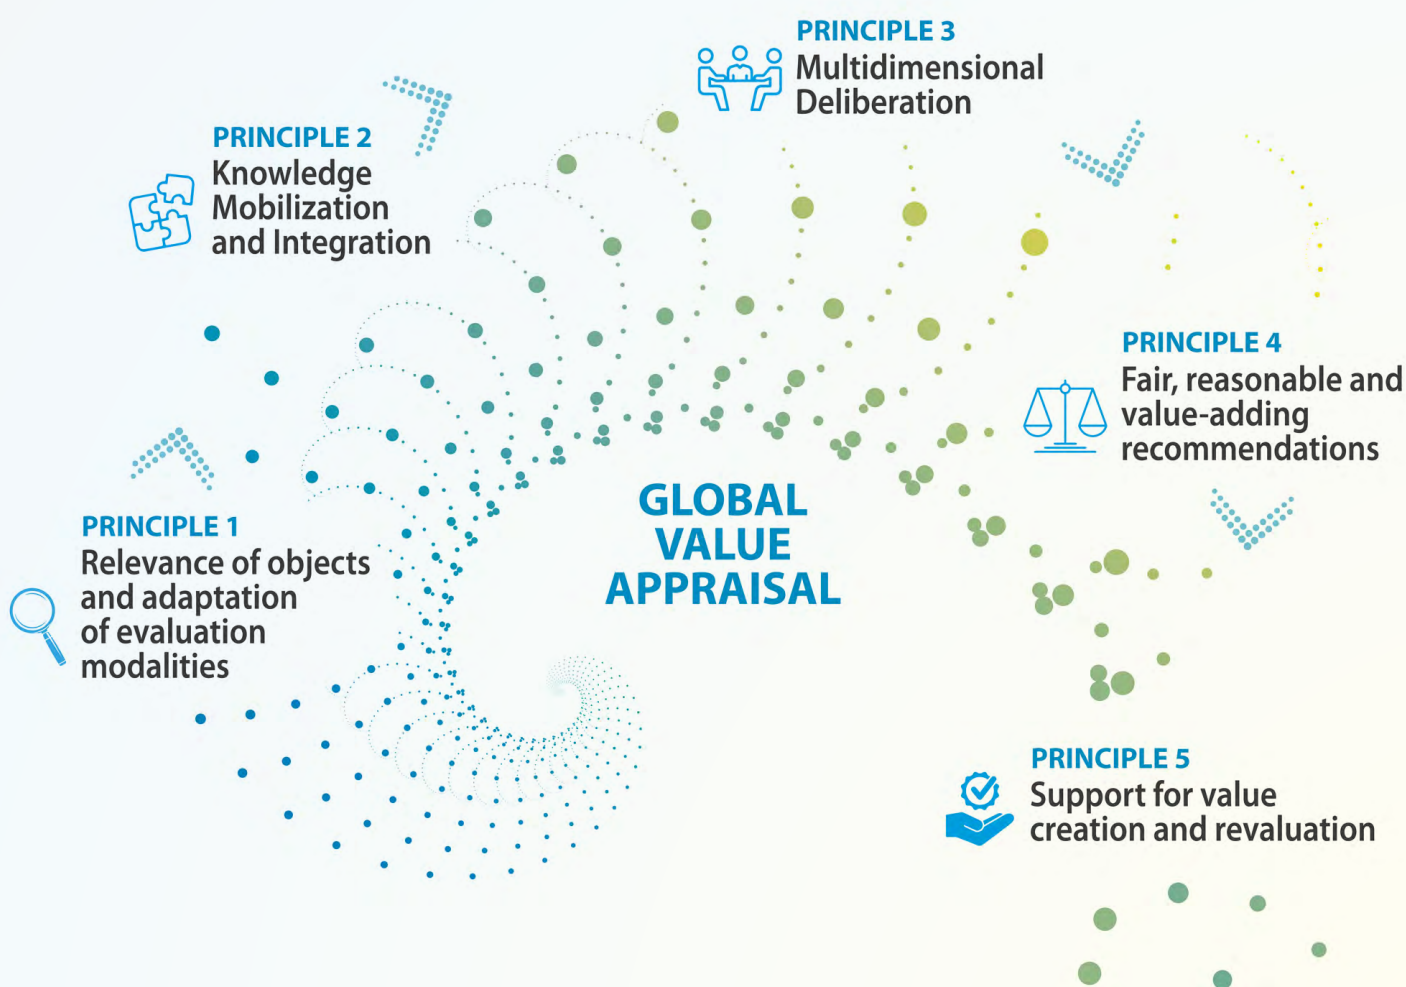 PRINCIPLE 1
Relevance of objects
and adaptation
of evaluation
modalities
PRINCIPLE 2
Knowledge
Mobilization
and Integration
PRINCIPLE 3
Multidimensional
Deliberation
PRINCIPLE 4
Fair, reasonable and
value-adding
recommendations
PRINCIPLE 5
Support for value
creation and revaluation
GLOBAL
VALUE
APPRAISAL